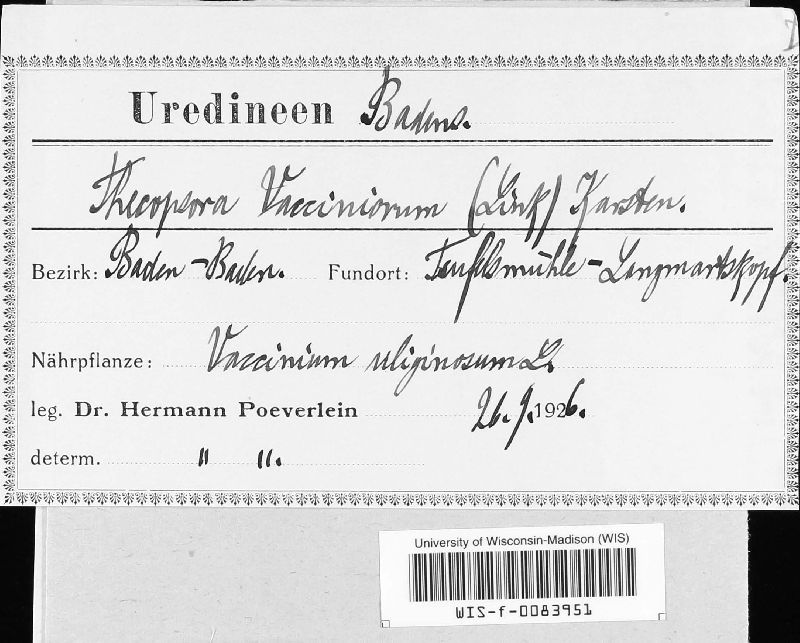 Uredineen Badens.
Thecopsora Vacciniorum (Link) Karsten.
Bezirk: Baden-Baden. Fundort: Teufelsmühle-Langmartskopf.
Nährpflanze: Vaccinium uliginosum L.
leg. Dr. Hermann Poeverlein 26.9.1926.
determ. " ".
University of Wisconsin-Madison (WIS)
WIS-f-0083951